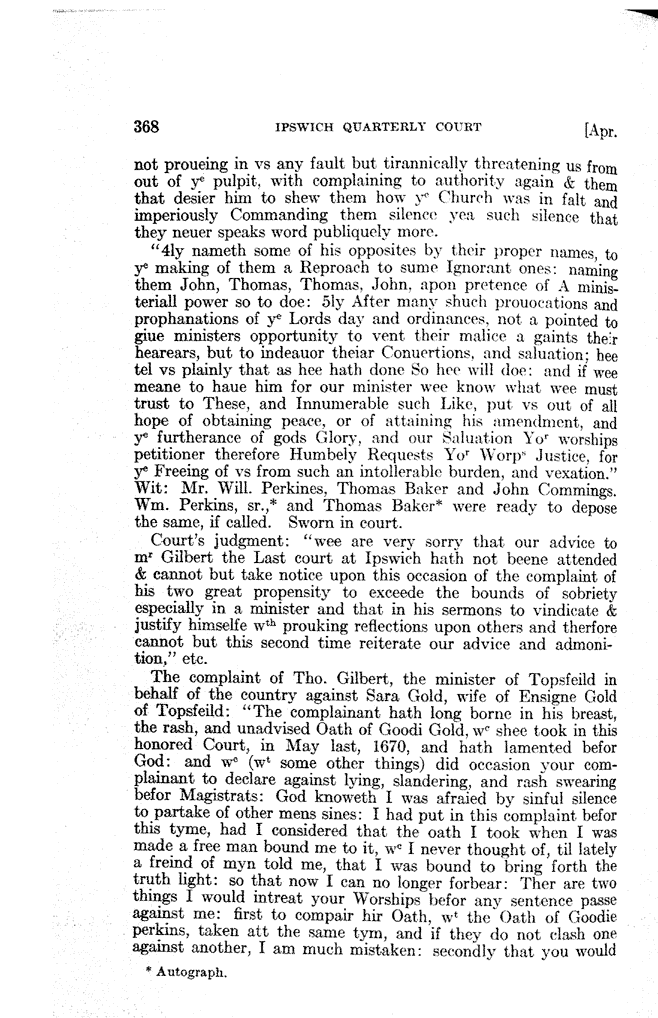 368 IPSWICH QUARTERLY COURT [Apr.
not proueing in vs any fault but tirannically threatening us from
out of yᵉ pulpit, with complaining to authority again & them
that desier him to shew them how yᵉ Church was in falt and
imperiously Commanding them silence yea such silence that
they neuer speaks word publiquely more.
"4ly nameth some of his opposites by their proper names, to
yᵉ making of them a Reproach to sume Ignorant ones: naming
them John, Thomas, Thomas, John, apon pretence of A minis-
teriall power so to doe: 5ly After many shuch prouocations and
prophanations of yᵉ Lords day and ordinances, not a pointed to
giue ministers opportunity to vent their malice a gaints their
hearears, but to indeauor theiar Conuertions, and saluation; hee
tel vs plainly that as hee hath done So hee will doe: and if wee
meane to haue him for our minister wee know what wee must
trust to These, and Innumerable such Like, put vs out of all
hope of obtaining peace, or of attaining his amendment, and
yᵉ furtherance of gods Glory, and our Saluation Yoʳ worships
petitioner therefore Humbely Requests Yoʳ Worpˢ Justice, for
yᵉ Freeing of vs from such an intollerable burden, and vexation."
Wit: Mr. Will. Perkines, Thomas Baker and John Commings.
Wm. Perkins, sr.,* and Thomas Baker* were ready to depose
the same, if called. Sworn in court.
Court's judgment: "wee are very sorry that our advice to
mʳ Gilbert the Last court at Ipswich hath not beene attended
& cannot but take notice upon this occasion of the complaint of
his two great propensity to exceede the bounds of sobriety
especially in a minister and that in his sermons to vindicate &
justify himselfe wᵗʰ prouking reflections upon others and therfore
cannot but this second time reiterate our advice and admoni-
tion," etc.
The complaint of Tho. Gilbert, the minister of Topsfeild in
behalf of the country against Sara Gold, wife of Ensigne Gold
of Topsfeild: "The complainant hath long borne in his breast,
the rash, and unadvised Oath of Goodi Gold, wᶜ shee took in this
honored Court, in May last, 1670, and hath lamented befor
God: and wᶜ (wᵗ some other things) did occasion your com-
plainant to declare against lying, slandering, and rash swearing
befor Magistrats: God knoweth I was afraied by sinful silence
to partake of other mens sines: I had put in this complaint befor
this tyme, had I considered that the oath I took when I was
made a free man bound me to it, wᶜ I never thought of, til lately
a freind of myn told me, that I was bound to bring forth the
truth light: so that now I can no longer forbear: Ther are two
things I would intreat your Worships befor any sentence passe
against me: first to compair hir Oath, wᵗ the Oath of Goodie
perkins, taken att the same tym, and if they do not clash one
against another, I am much mistaken: secondly that you would
* Autograph.